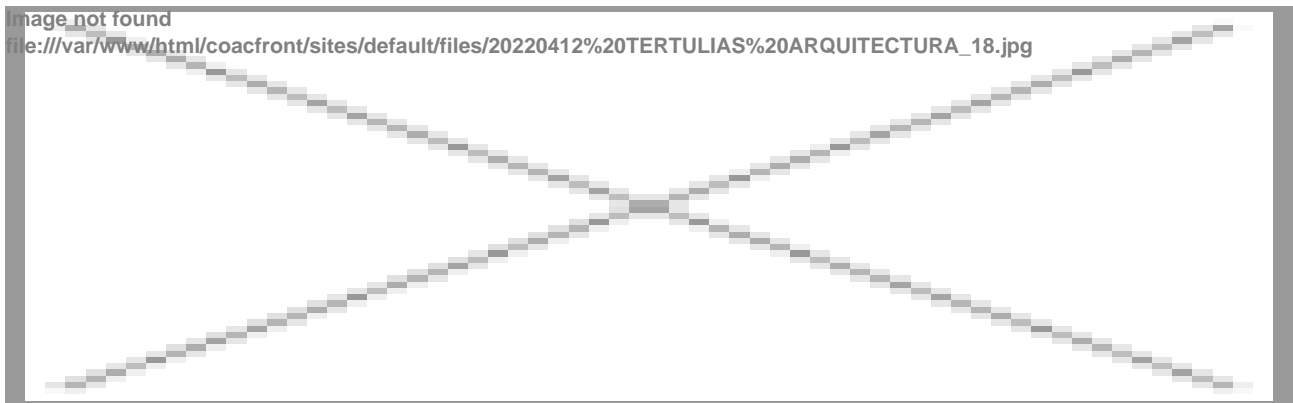 Image not found
file:///var/www/html/coacfront/sites/default/files/20220412%20TERTULIAS%20ARQUITECTURA_18.jpg